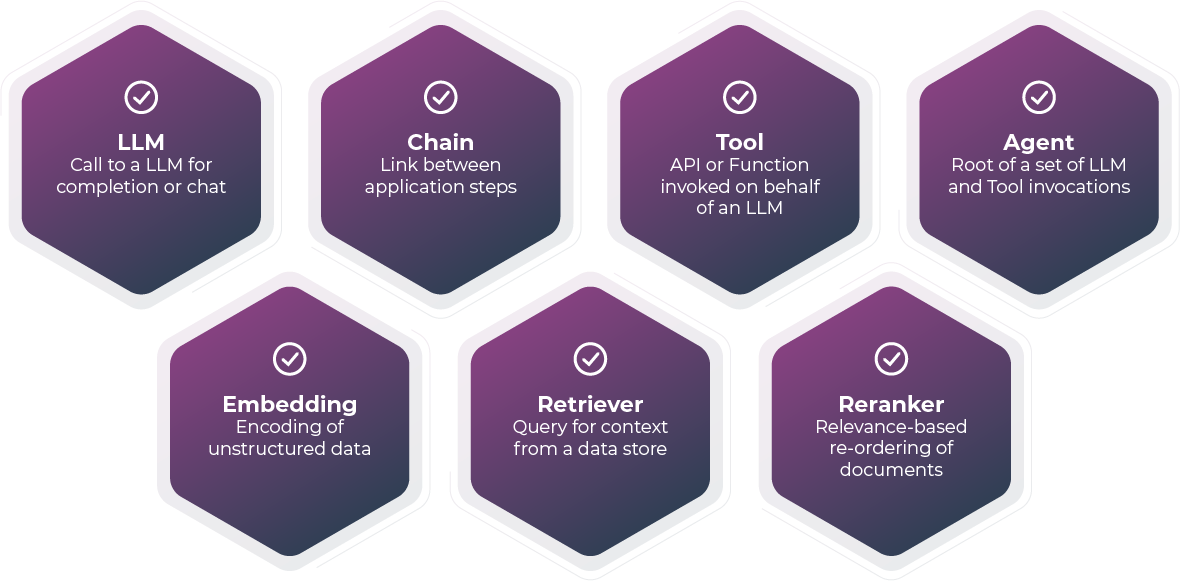 LLM
Call to a LLM for
completion or chat
Chain
Link between
application steps
Tool
API or Function
invoked on behalf
of an LLM
Agent
Root of a set of LLM
and Tool invocations
Embedding
Encoding of
unstructured data
Retriever
Query for context
from a data store
Reranker
Relevance-based
re-ordering of
documents